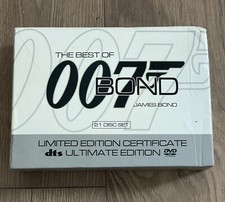 THE BEST OF
007
BOND
JAMES BOND
21 DISC SET
LIMITED EDITION CERTIFICATE
dts ULTIMATE EDITION DVD